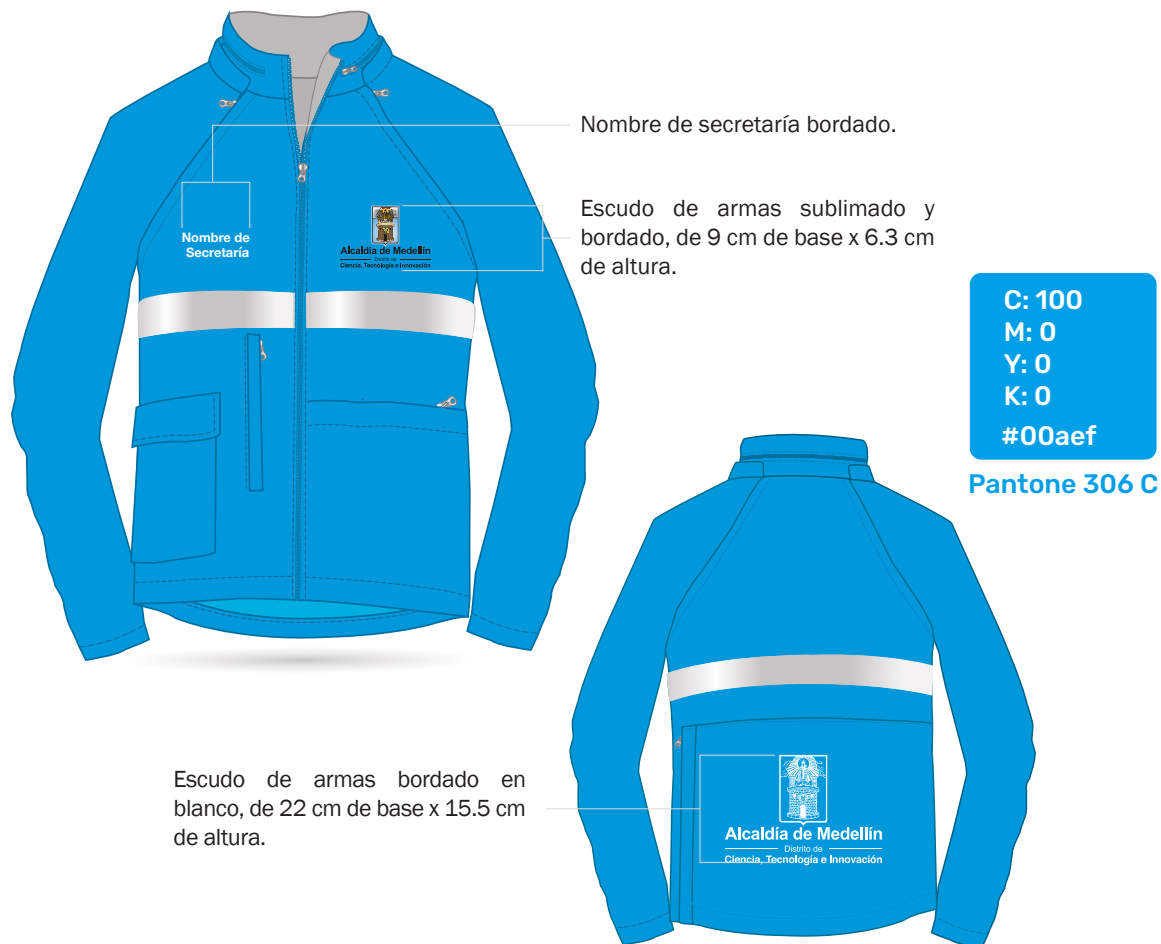 Nombre de secretaría bordado.
Escudo de armas sublimado y
bordado, de 9 cm de base x 6.3 cm
de altura.
Nombre de
Secretaría
Alcaldía de Medellín
Distrito de
Ciencia, Tecnología e Innovación
C: 100
M: 0
Y: 0
K: 0
#00aef
Pantone 306 C
Escudo de armas bordado en
blanco, de 22 cm de base x 15.5 cm
de altura.
Alcaldía de Medellín
Distrito de
Ciencia, Tecnología e Innovación